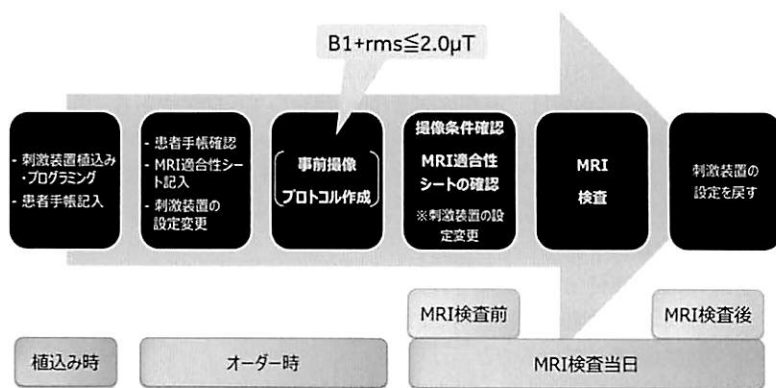 B1+rms≦2.0μT
- 刺激装置植込み
・プログラミング
- 患者手帳記入
- 患者手帳確認
- MRI適合性シー
ト記入
- 刺激装置の
設定変更
事前撮像
プロトコル作成
撮像条件確認
MRI適合性
シートの確認
※刺激装置の設
定変更
MRI
検査
刺激装置の
設定を戻す
MRI検査前
MRI検査後
植込み時
オーダー時
MRI検査当日